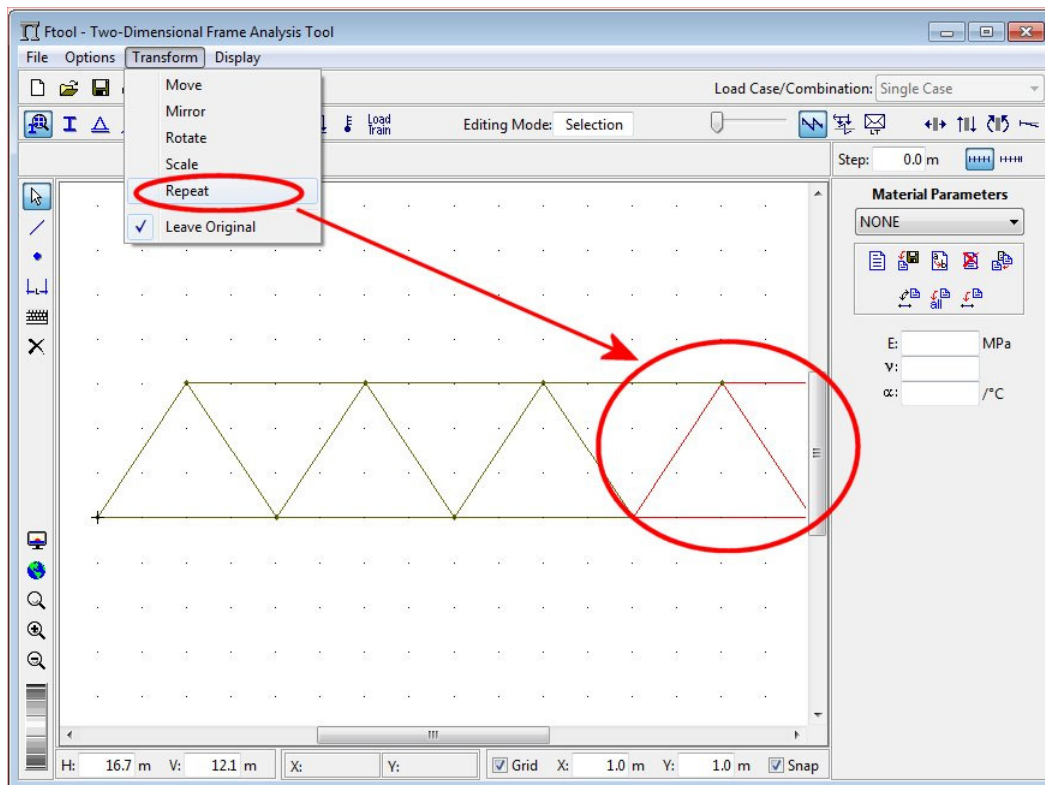 Ftool - Two-Dimensional Frame Analysis Tool
File Options Transform Display
Move
Mirror
Rotate
Scale
Repeat
✓ Leave Original
Load Case/Combination: Single Case
Load
Train
Editing Mode: Selection
LT
Step: 0.0 m
L
Material Parameters
NONE
a
b
all
E: MPa
ν:
α: /°C
H: 16.7 m V: 12.1 m X: Y: Grid X: 1.0 m Y: 1.0 m Snap